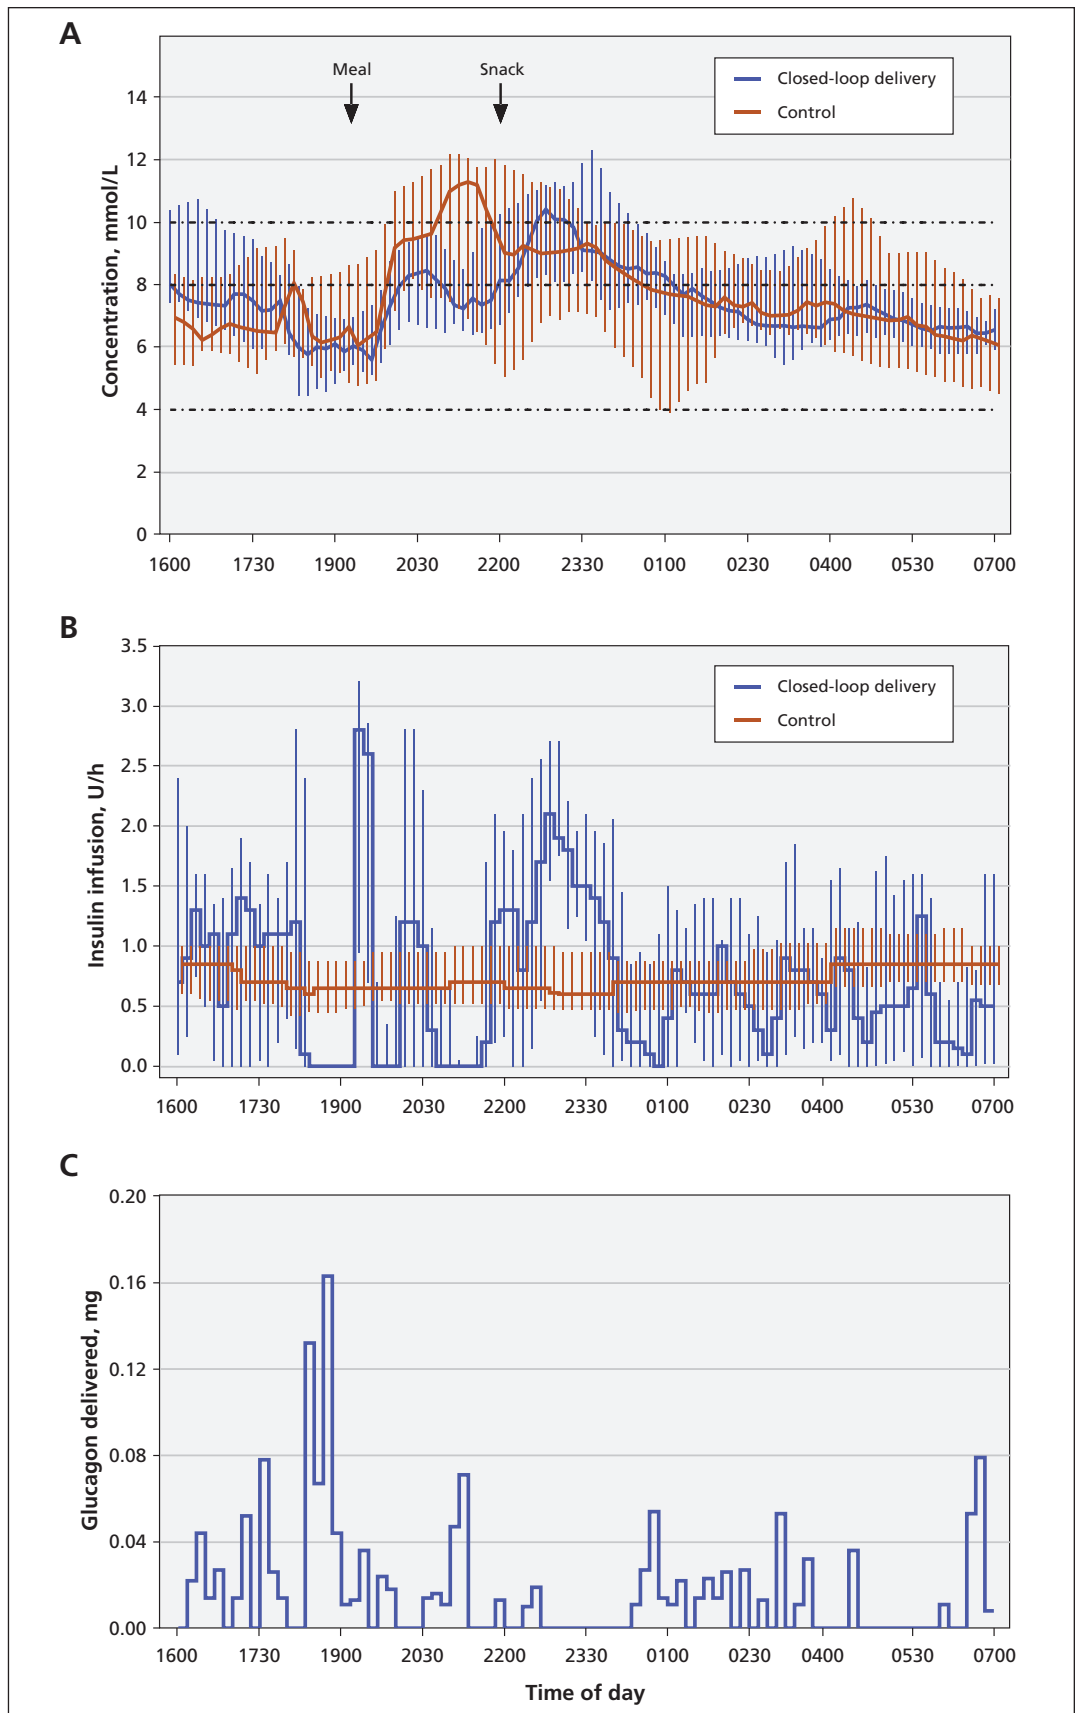 A
Meal
Snack
Closed-loop delivery
Control
Concentration, mmol/L
14
12
10
8
6
4
2
0
1600 1730 1900 2030 2200 2330 0100 0230 0400 0530 0700
B
Closed-loop delivery
Control
Insulin infusion, U/h
3.5
3.0
2.5
2.0
1.5
1.0
0.5
0.0
1600 1730 1900 2030 2200 2330 0100 0230 0400 0530 0700
C
Glucagon delivered, mg
0.20
0.16
0.12
0.08
0.04
0.00
1600 1730 1900 2030 2200 2330 0100 0230 0400 0530 0700
Time of day